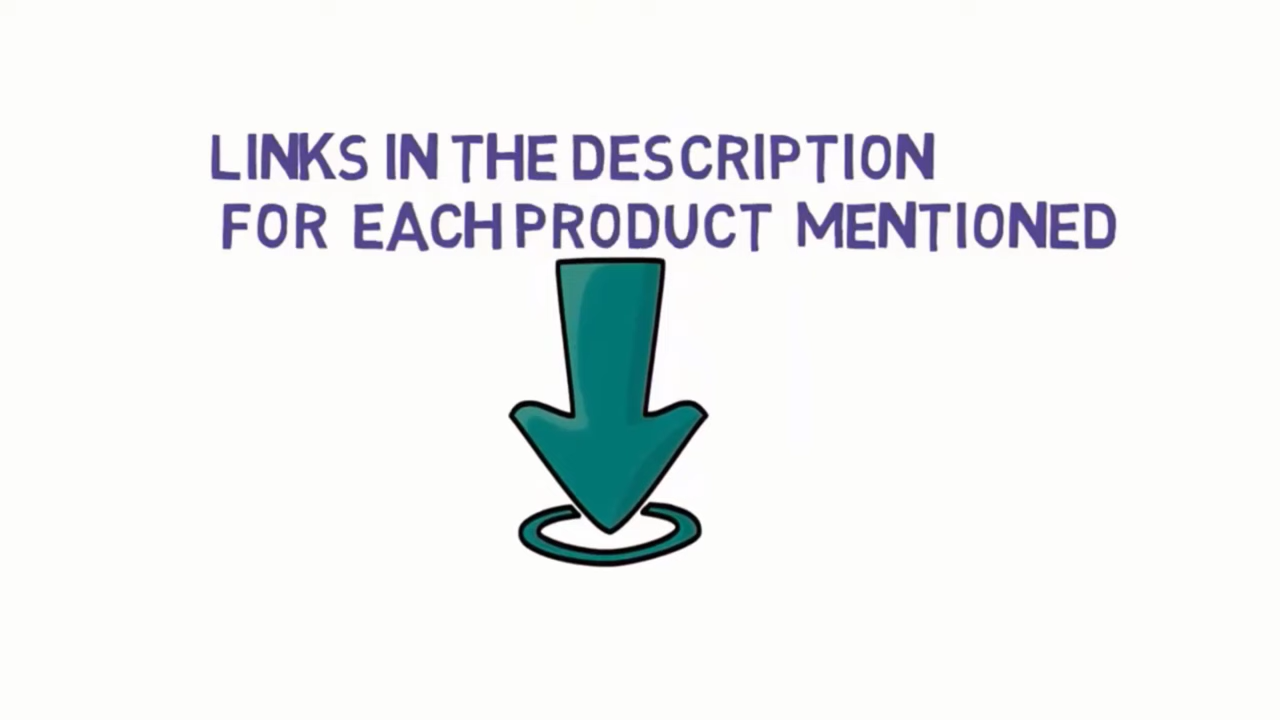 LINKS IN THE DESCRIPTION
FOR EACH PRODUCT MENTIONED